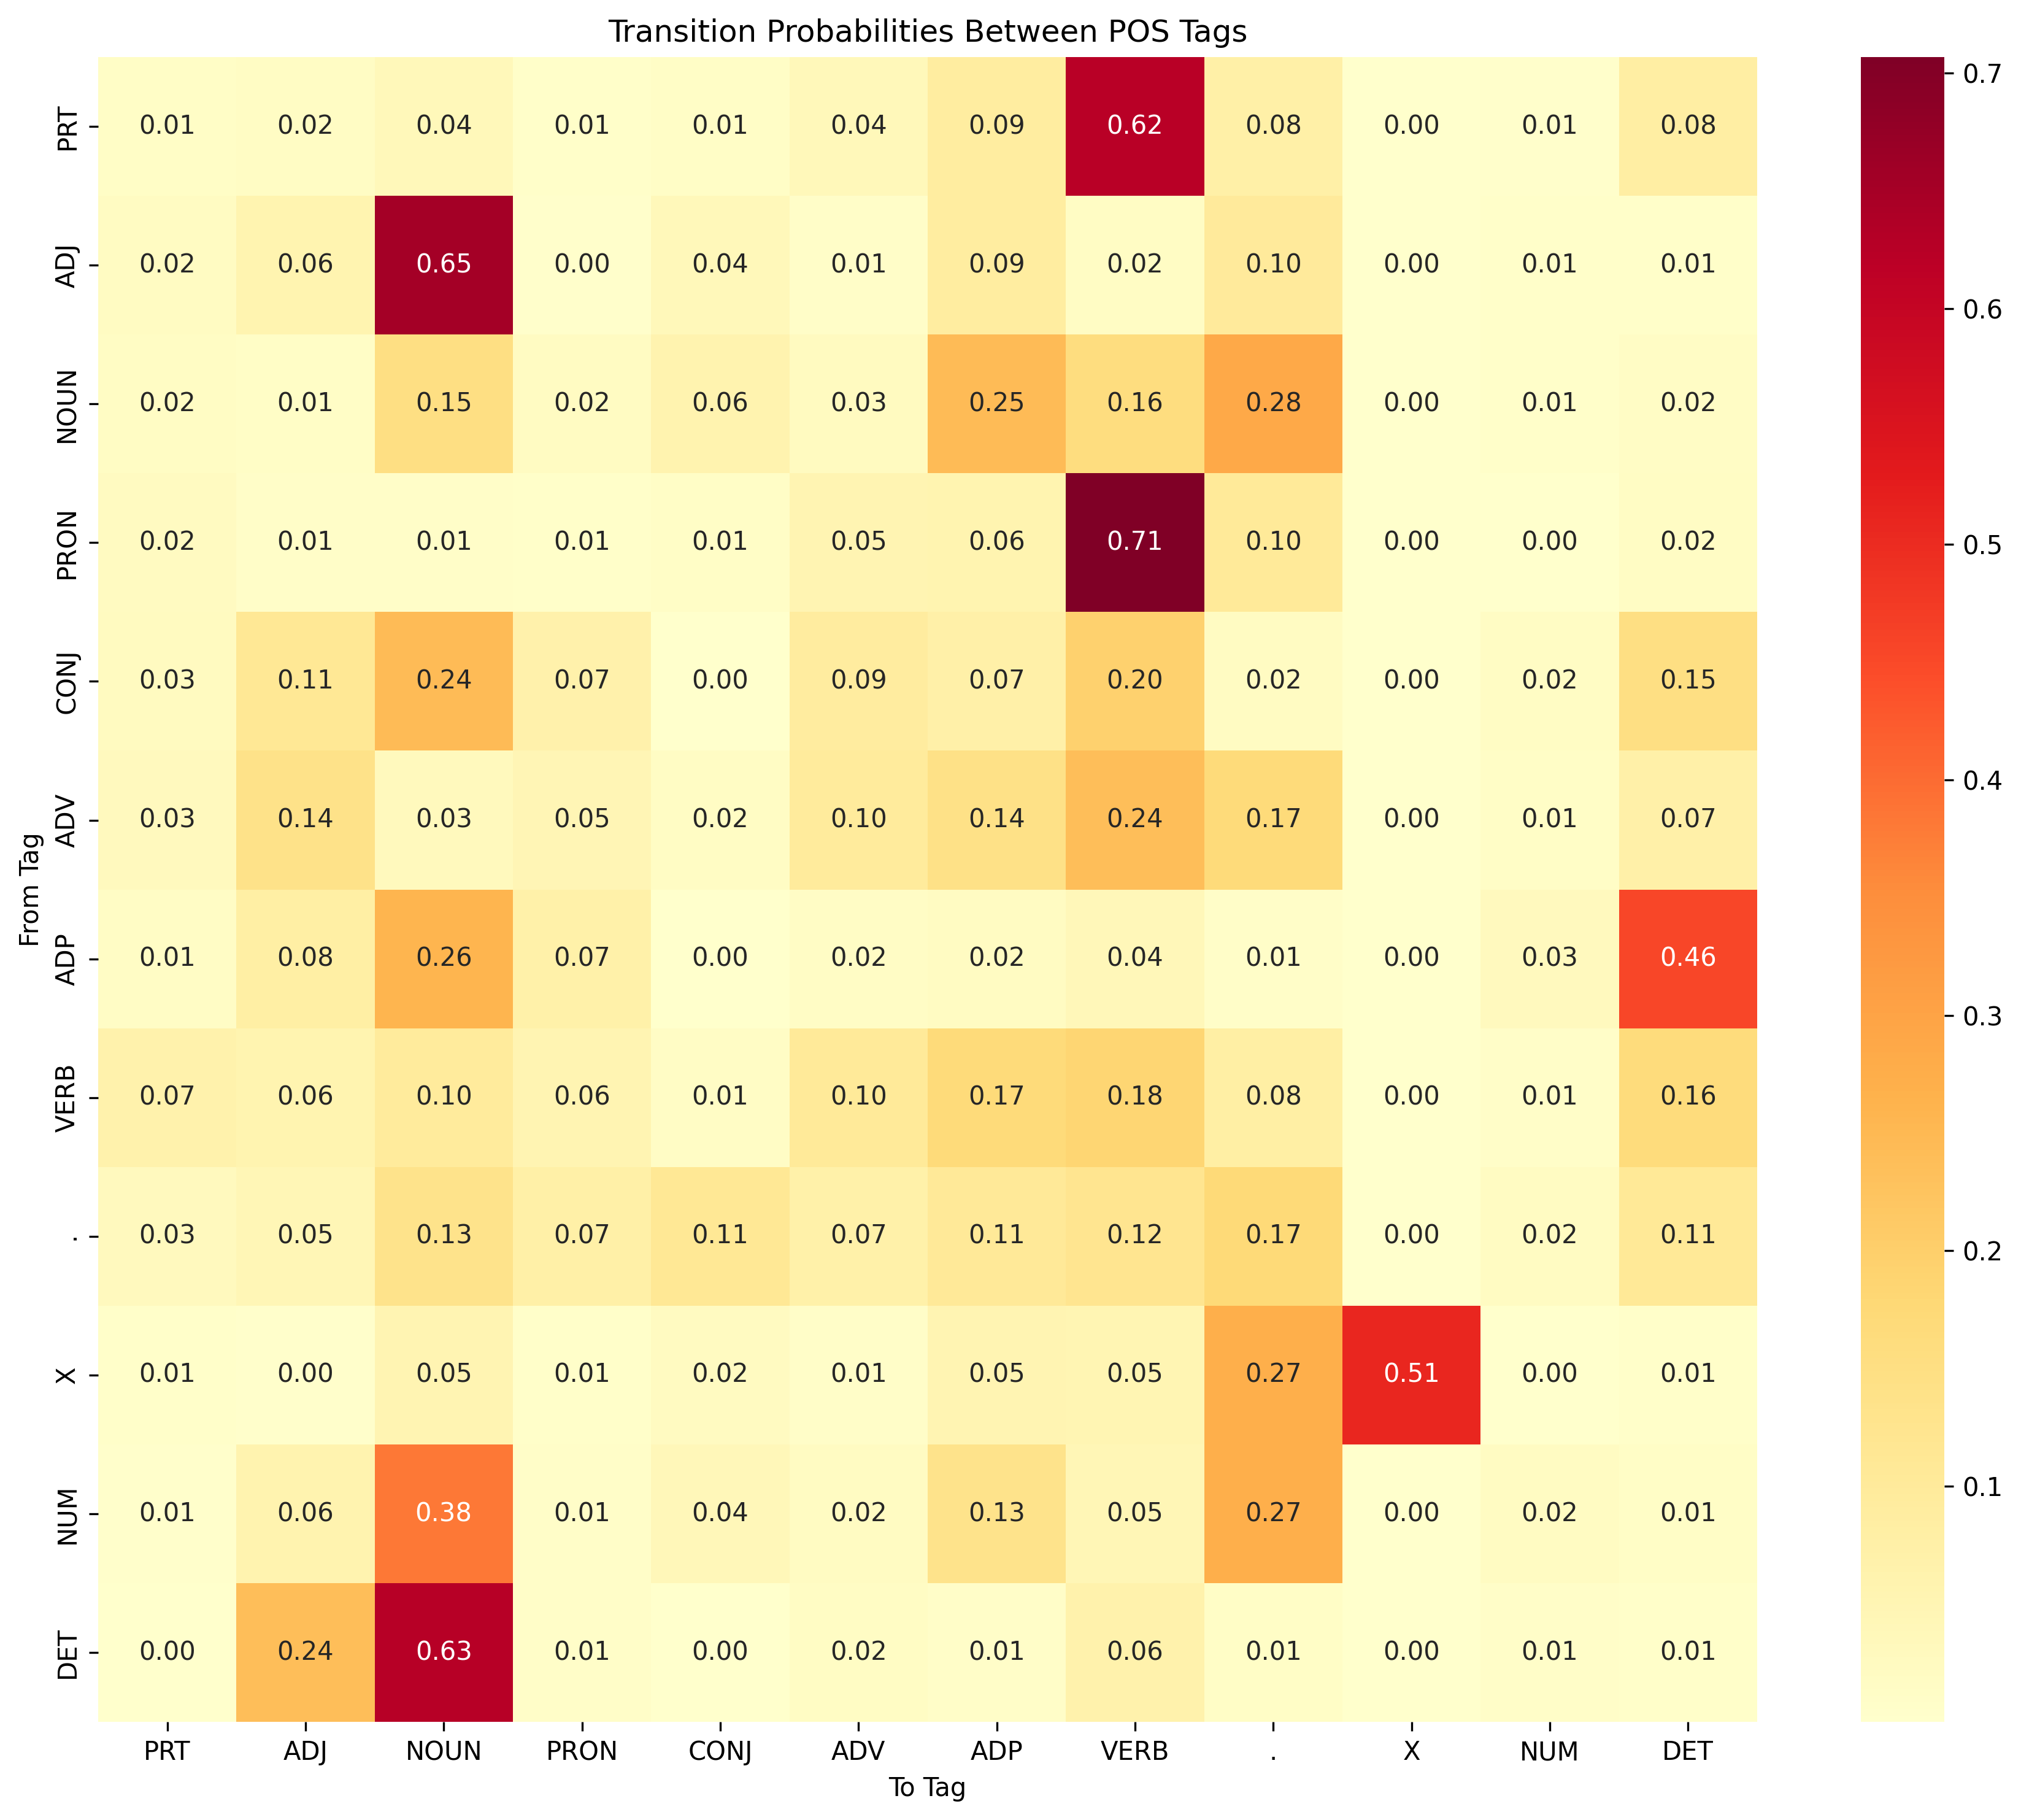 Transition Probabilities Between POS Tags
PRT 0.01 0.02 0.04 0.01 0.01 0.04 0.09 0.62 0.08 0.00 0.01 0.08
ADJ 0.02 0.06 0.65 0.00 0.04 0.01 0.09 0.02 0.10 0.00 0.01 0.01
NOUN 0.02 0.01 0.15 0.02 0.06 0.03 0.25 0.16 0.28 0.00 0.01 0.02
PRON 0.02 0.01 0.01 0.01 0.01 0.05 0.06 0.71 0.10 0.00 0.00 0.02
CONJ 0.03 0.11 0.24 0.07 0.00 0.09 0.07 0.20 0.02 0.00 0.02 0.15
ADV 0.03 0.14 0.03 0.05 0.02 0.10 0.14 0.24 0.17 0.00 0.01 0.07
ADP 0.01 0.08 0.26 0.07 0.00 0.02 0.02 0.04 0.01 0.00 0.03 0.46
VERB 0.07 0.06 0.10 0.06 0.01 0.10 0.17 0.18 0.08 0.00 0.01 0.16
. 0.03 0.05 0.13 0.07 0.11 0.07 0.11 0.12 0.17 0.00 0.02 0.11
X 0.01 0.00 0.05 0.01 0.02 0.01 0.05 0.05 0.27 0.51 0.00 0.01
NUM 0.01 0.06 0.38 0.01 0.04 0.02 0.13 0.05 0.27 0.00 0.02 0.01
DET 0.00 0.24 0.63 0.01 0.00 0.02 0.01 0.06 0.01 0.00 0.01 0.01
PRT ADJ NOUN PRON CONJ ADV ADP VERB . X NUM DET
To Tag
From Tag
0.7
0.6
0.5
0.4
0.3
0.2
0.1